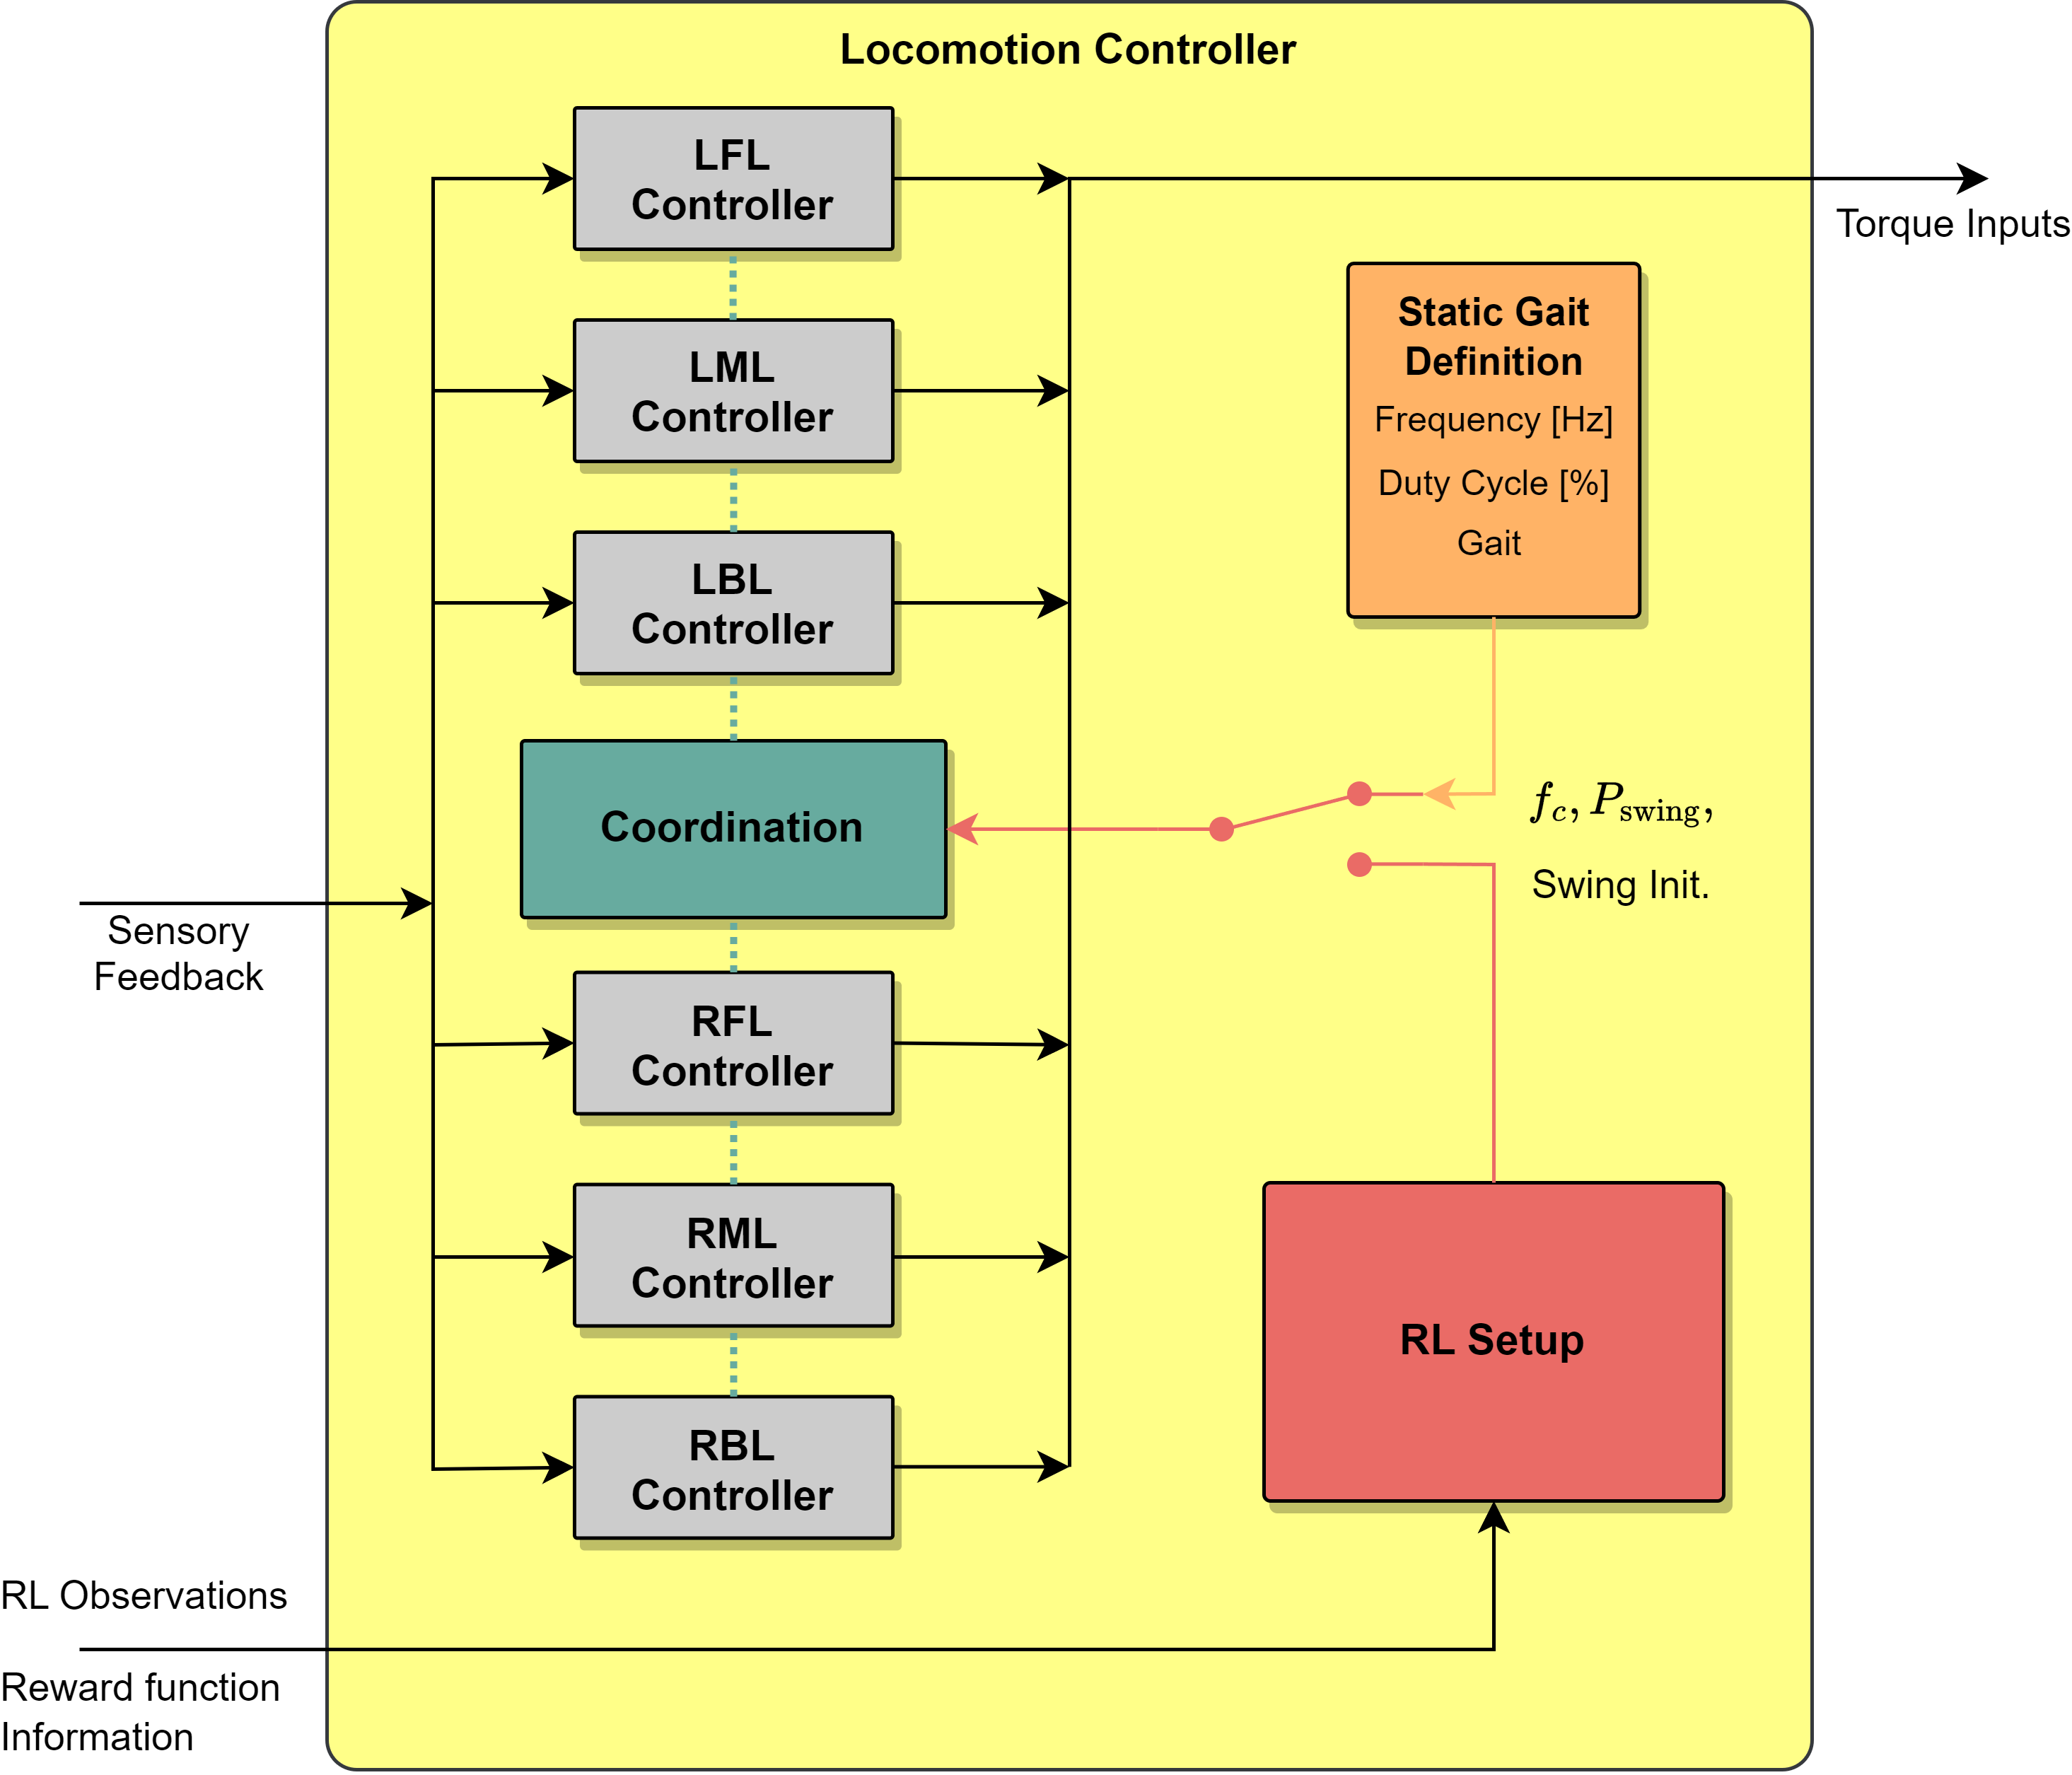 Locomotion Controller
LFL
Controller
LML
Controller
LBL
Controller
Coordination
RFL
Controller
RML
Controller
RBL
Controller
Torque Inputs
Static Gait
Definition
Frequency [Hz]
Duty Cycle [%]
Gait
f_c, P_swing,
Swing Init.
RL Setup
Sensory
Feedback
RL Observations
Reward function
Information